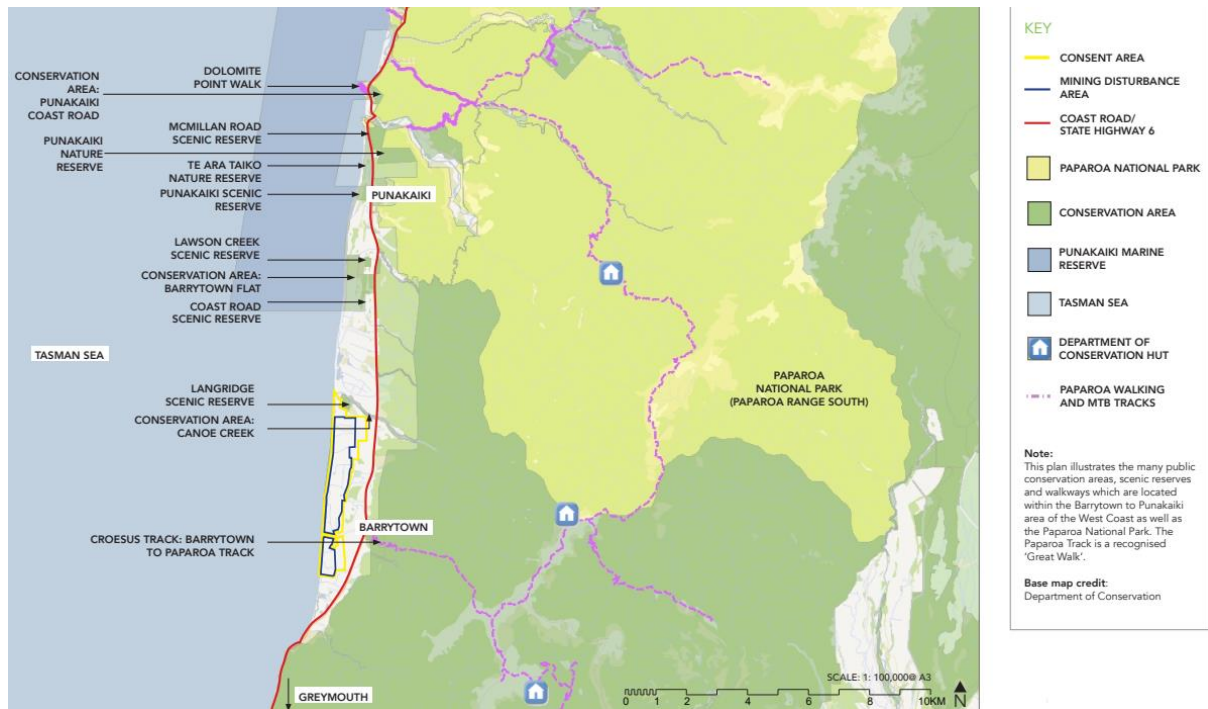 DOLOMITE
POINT WALK
CONSERVATION
AREA:
PUNAKAIKI
COAST ROAD
MCMILLAN ROAD
SCENIC RESERVE
PUNAKAIKI
NATURE
RESERVE
TE ARA TAIKO
NATURE RESERVE
PUNAKAIKI SCENIC
RESERVE
PUNAKAIKI
LAWSON CREEK
SCENIC RESERVE
CONSERVATION AREA:
BARRYTOWN FLAT
COAST ROAD
SCENIC RESERVE
TASMAN SEA
LANGRIDGE
SCENIC RESERVE
CONSERVATION AREA:
CANOE CREEK
PAPAROA
NATIONAL PARK
(PAPAROA RANGE SOUTH)
BARRYTOWN
CROESUS TRACK: BARRYTOWN
TO PAPAROA TRACK
GREYMOUTH
SCALE: 1: 100,000@ A3
0 1 2 4 6 8 10KM
N
KEY
CONSENT AREA
MINING DISTURBANCE
AREA
COAST ROAD/
STATE HIGHWAY 6
PAPAROA NATIONAL PARK
CONSERVATION AREA
PUNAKAIKI MARINE
RESERVE
TASMAN SEA
DEPARTMENT OF
CONSERVATION HUT
PAPAROA WALKING
AND MTB TRACKS
Note:
This plan illustrates the many public
conservation areas, scenic reserves
and walkways which are located
within the Barrytown to Punakaiki
area of the West Coast as well as
the Paparoa National Park. The
Paparoa Track is a recognised
'Great Walk'.
Base map credit:
Department of Conservation